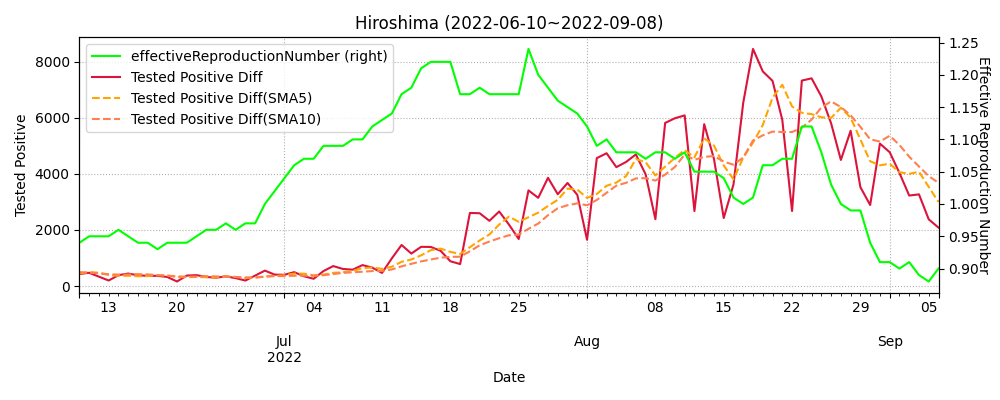 Hiroshima (2022-06-10~2022-09-08)
effectiveReproductionNumber (right)
Tested Positive Diff
Tested Positive Diff(SMA5)
Tested Positive Diff(SMA10)
Tested Positive
8000
6000
4000
2000
0
Effective Reproduction Number
1.25
1.20
1.15
1.10
1.05
1.00
0.95
0.90
13 20 27 04 11 18 25 08 15 22 29 05
Jul Aug Sep
2022
Date